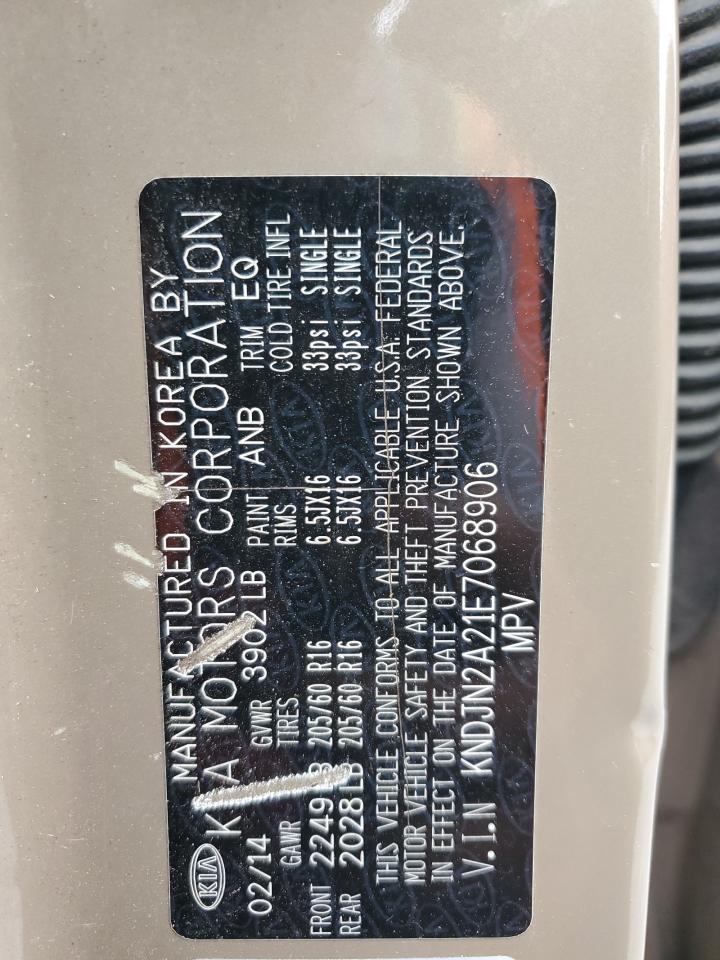 MANUFACTURED IN KOREA BY
KIA KIA MOTORS CORPORATION
02/14 GVWR 3902LB PAINT ANB TRIM EQ
GAWR TIRES RIMS COLD TIRE INFL
FRONT 2249LB 205/60 R16 6.5JX16 33psi SINGLE
REAR 2028LB 205/60 R16 6.5JX16 33psi SINGLE
THIS VEHICLE CONFORMS TO ALL APPLICABLE U.S.A. FEDERAL
MOTOR VEHICLE SAFETY AND THEFT PREVENTION STANDARDS
IN EFFECT ON THE DATE OF MANUFACTURE SHOWN ABOVE.
V.I.N KNDJN2A21E7068906
MPV